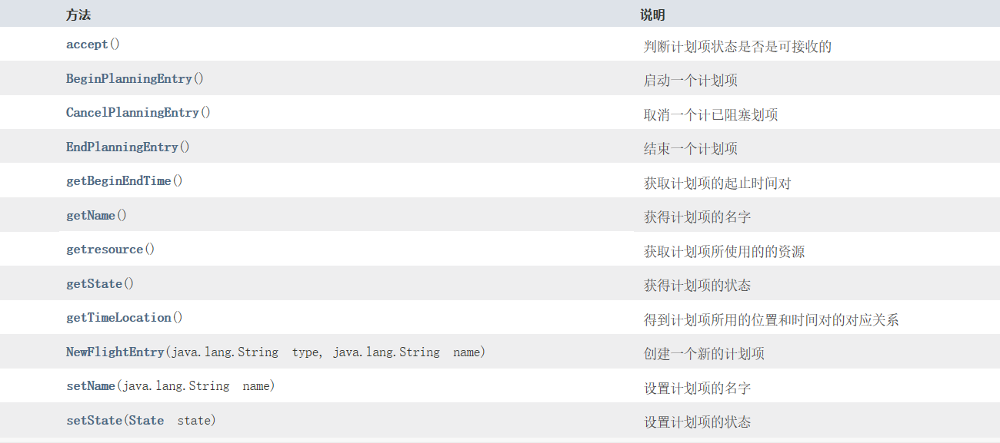 方法 说明
accept() 判断计划项状态是否是可接收的
BeginPlanningEntry() 启动一个计划项
CancelPlanningEntry() 取消一个计已阻塞划项
EndPlanningEntry() 结束一个计划项
getBeginEndTime() 获取计划项的起止时间对
getName() 获得计划项的名字
getresource() 获取计划项所使用的的资源
getState() 获得计划项的状态
getTimeLocation() 得到计划项所用的位置和时间对的对应关系
NewFlightEntry(java.lang.String type, java.lang.String name) 创建一个新的计划项
setName(java.lang.String name) 设置计划项的名字
setState(State state) 设置计划项的状态